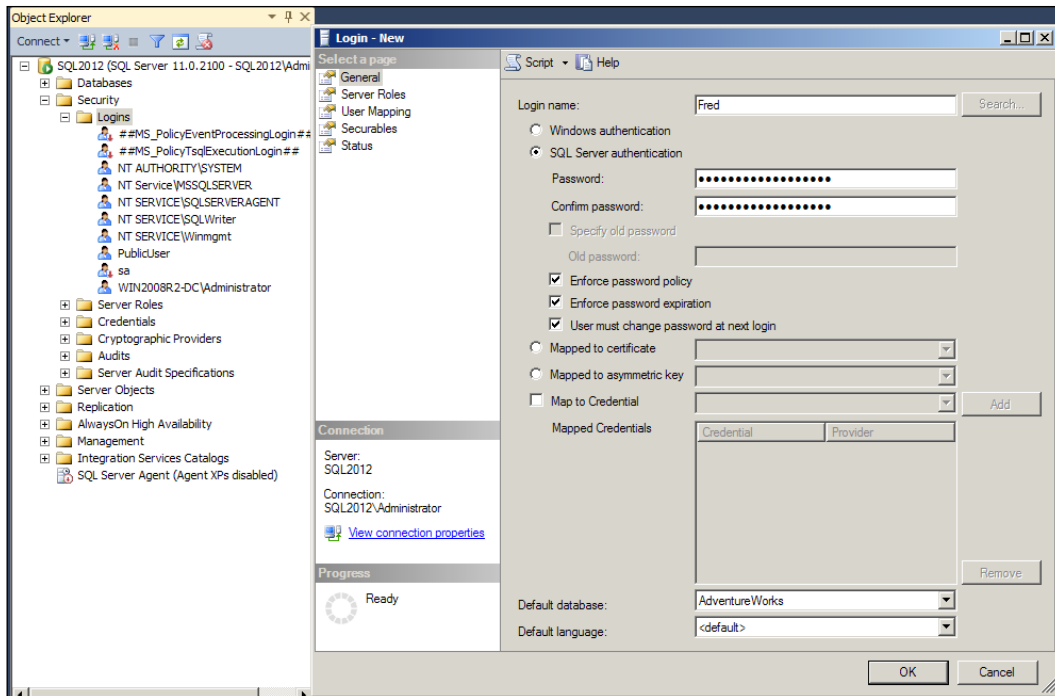 Object Explorer
Connect
SQL2012 (SQL Server 11.0.2100 - SQL2012\Admi
Databases
Security
Logins
##MS_PolicyEventProcessingLogin##
##MS_PolicyTsqlExecutionLogin##
NT AUTHORITY\SYSTEM
NT Service\MSSQLSERVER
NT SERVICE\SQLSERVERAGENT
NT SERVICE\SQLWriter
NT SERVICE\Winmgmt
PublicUser
sa
WIN2008R2-DC\Administrator
Server Roles
Credentials
Cryptographic Providers
Audits
Server Audit Specifications
Server Objects
Replication
AlwaysOn High Availability
Management
Integration Services Catalogs
SQL Server Agent (Agent XPs disabled)
Login - New
Select a page
General
Server Roles
User Mapping
Securables
Status
Connection
Server:
SQL2012
Connection:
SQL2012\Administrator
View connection properties
Progress
Ready
Script Help
Login name: Fred Search...
Windows authentication
SQL Server authentication
Password: ●●●●●●●●●●●●●●●●●●
Confirm password: ●●●●●●●●●●●●●●●●●●
Specify old password
Old password:
Enforce password policy
Enforce password expiration
User must change password at next login
Mapped to certificate
Mapped to asymmetric key
Map to Credential Add
Mapped Credentials Credential Provider
Remove
Default database: AdventureWorks
Default language: <default>
OK Cancel